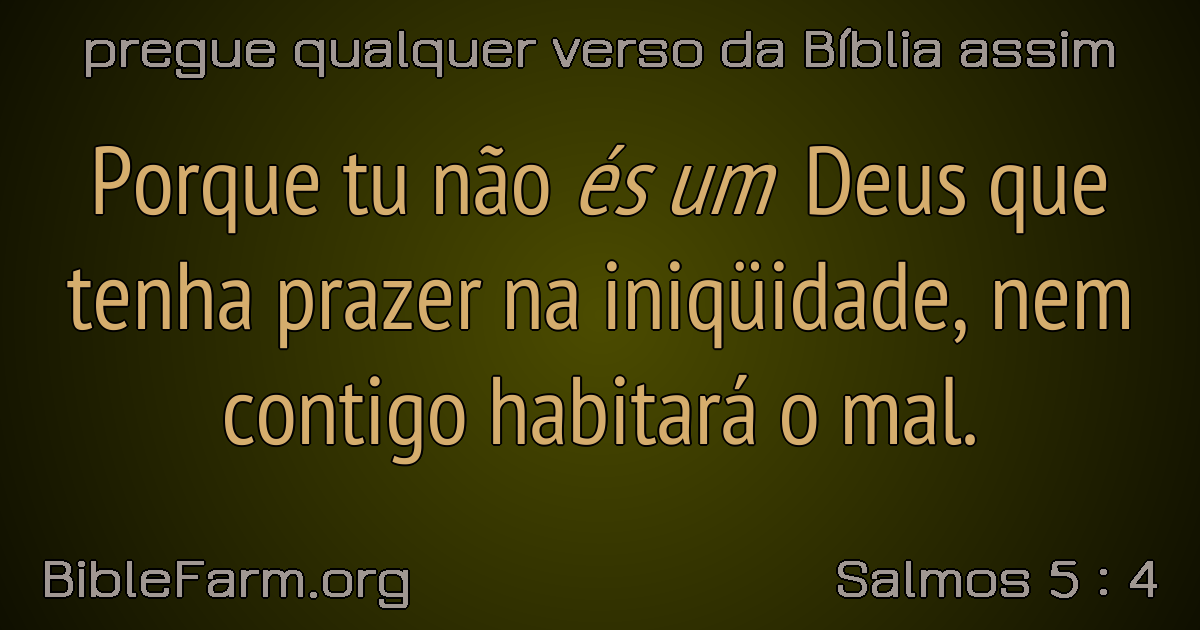 pregue qualquer verso da Bíblia assim
Porque tu não és um Deus que
tenha prazer na iniqüidade, nem
contigo habitará o mal.
BibleFarm.org
Salmos 5 : 4